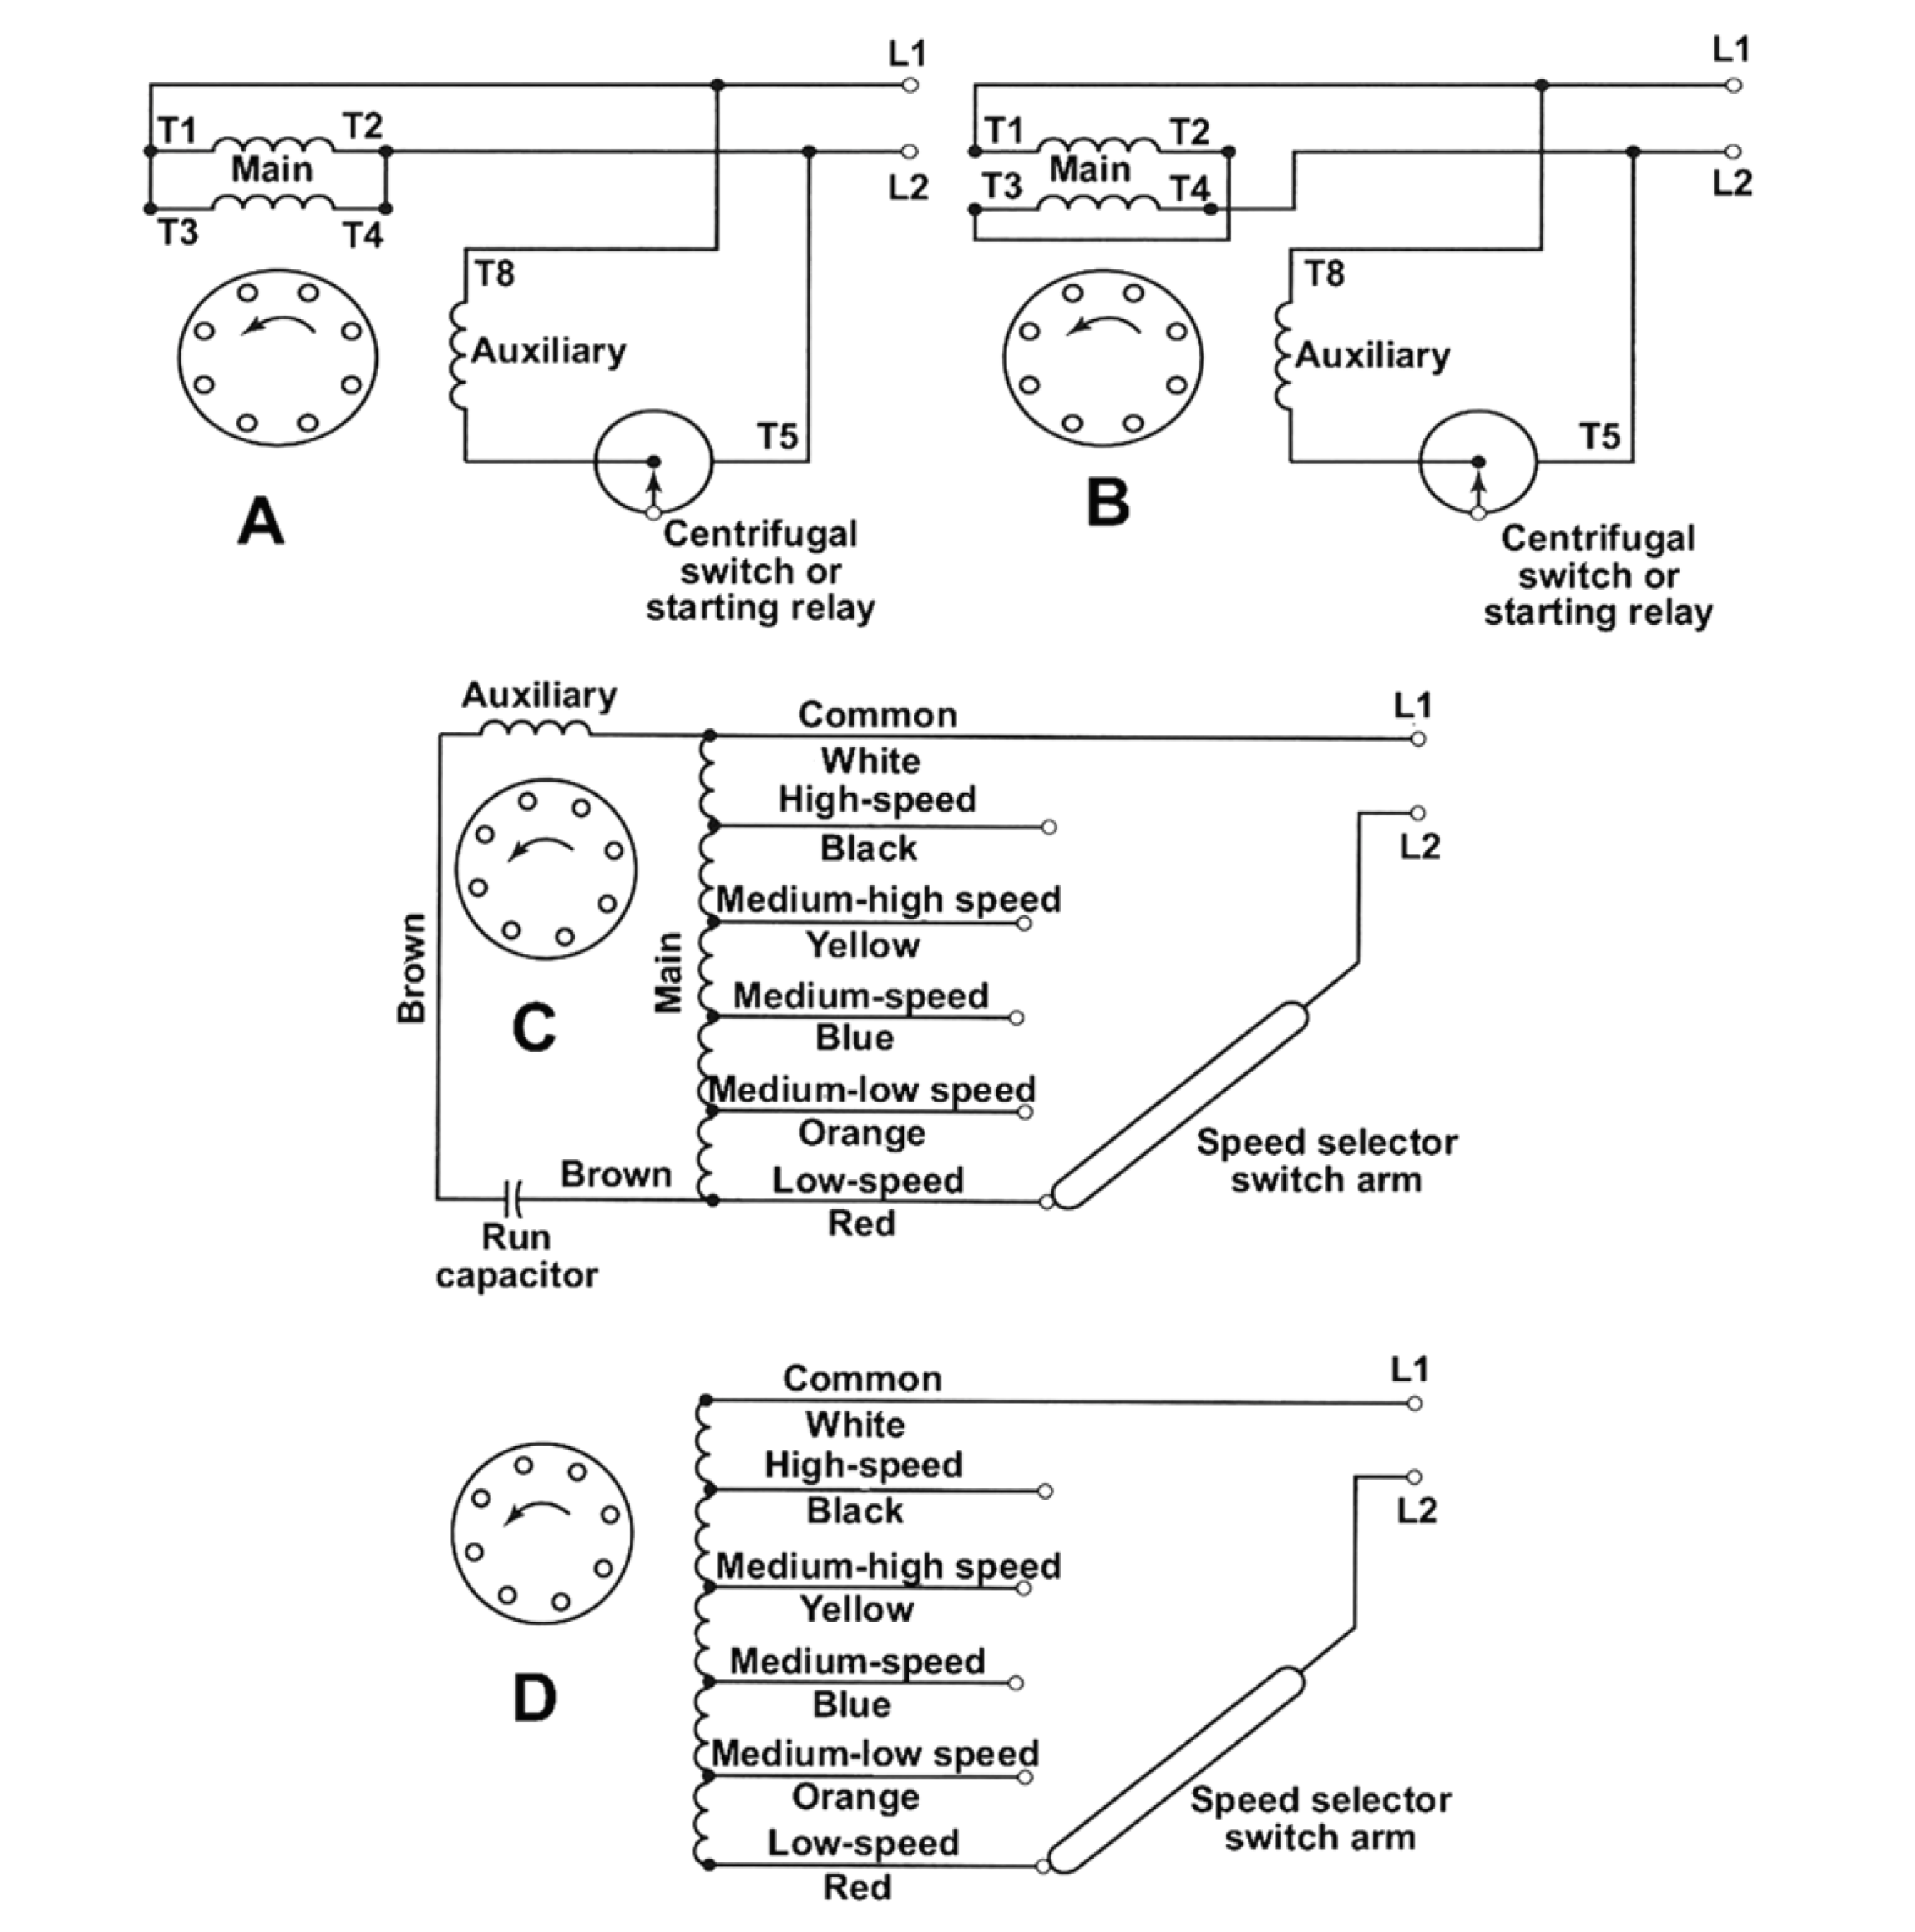 L1
T1
T2
Main
L2
T3
T4
T8
Auxiliary
T5
A
Centrifugal
switch or
starting relay
L1
T1
T2
Main
T3
T4
L2
T8
Auxiliary
T5
B
Centrifugal
switch or
starting relay
Auxiliary
Common
L1
White
High-speed
Black
L2
Medium-high speed
Yellow
Brown
Main
C
Medium-speed
Blue
Medium-low speed
Orange
Speed selector
switch arm
Brown
Low-speed
Red
Run
capacitor
Common
L1
White
High-speed
Black
L2
Medium-high speed
Yellow
Medium-speed
D
Blue
Medium-low speed
Orange
Speed selector
switch arm
Low-speed
Red